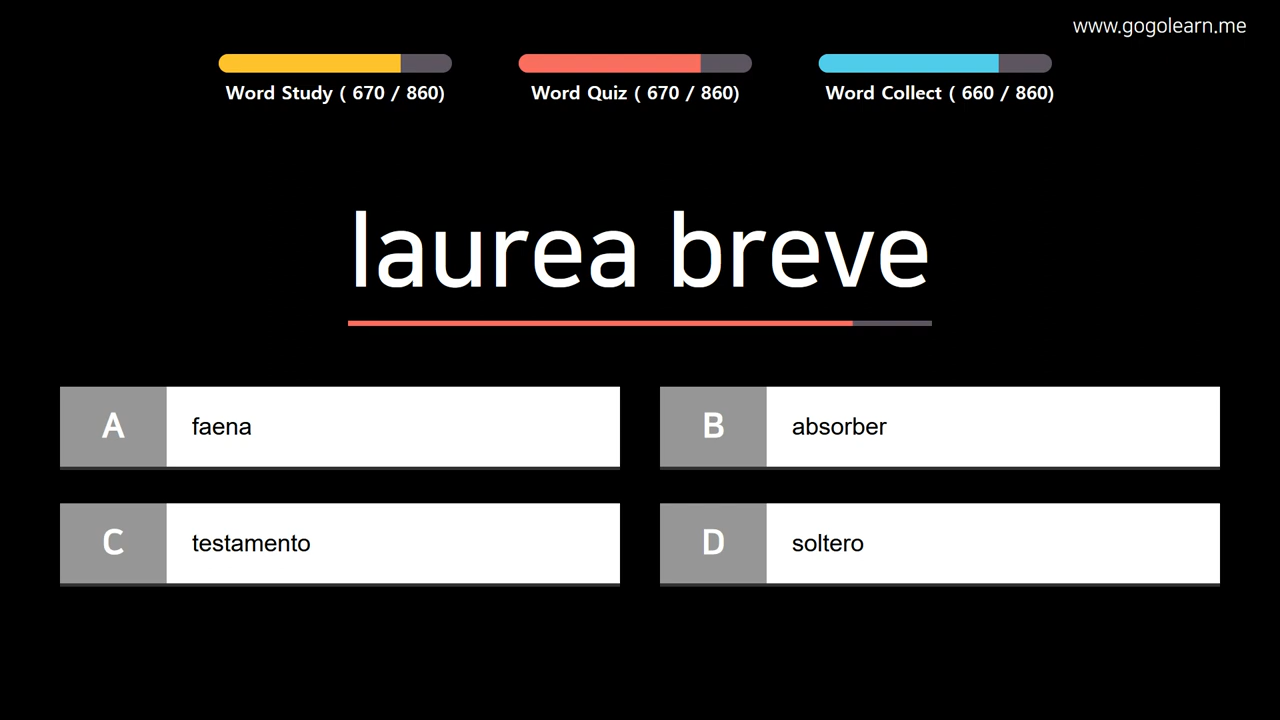 www.gogolearn.me
Word Study ( 670 / 860)
Word Quiz ( 670 / 860)
Word Collect ( 660 / 860)
laurea breve
A faena
B absorber
C testamento
D soltero